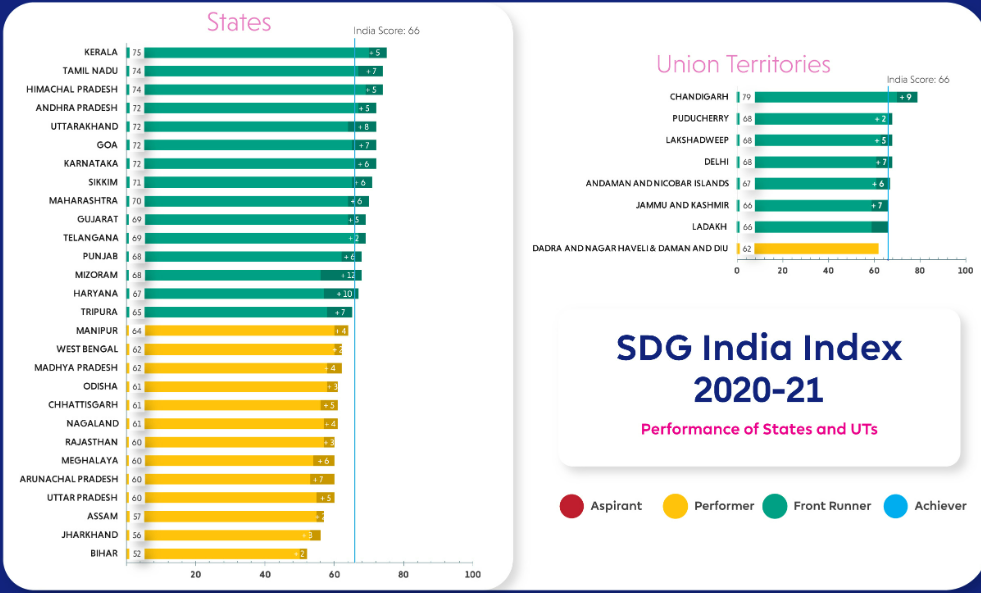 States
India Score: 66
KERALA 75 +5
TAMIL NADU 74 +7
HIMACHAL PRADESH 74 +5
ANDHRA PRADESH 72 +5
UTTARAKHAND 72 +8
GOA 72 +7
KARNATAKA 72 +6
SIKKIM 71 +6
MAHARASHTRA 70 +6
GUJARAT 69 +5
TELANGANA 69 +2
PUNJAB 68 +6
MIZORAM 68 +12
HARYANA 67 +10
TRIPURA 65 +7
MANIPUR 64 +4
WEST BENGAL 62 2
MADHYA PRADESH 62 4
ODISHA 61 +3
CHHATTISGARH 61 +5
NAGALAND 61 +4
RAJASTHAN 60 +3
MEGHALAYA 60 +6
ARUNACHAL PRADESH 60 +7
UTTAR PRADESH 60 +5
ASSAM 57
JHARKHAND 56 +3
BIHAR 52 +2
20 40 60 80 100
Union Territories
India Score: 66
CHANDIGARH 79 +9
PUDUCHERRY 68 +2
LAKSHADWEEP 68 +5
DELHI 68 +7
ANDAMAN AND NICOBAR ISLANDS 67 +6
JAMMU AND KASHMIR 66 +7
LADAKH 66
DADRA AND NAGAR HAVELI & DAMAN AND DIU 62
0 20 40 60 80 100
SDG India Index
2020-21
Performance of States and UTs
Aspirant Performer Front Runner Achiever